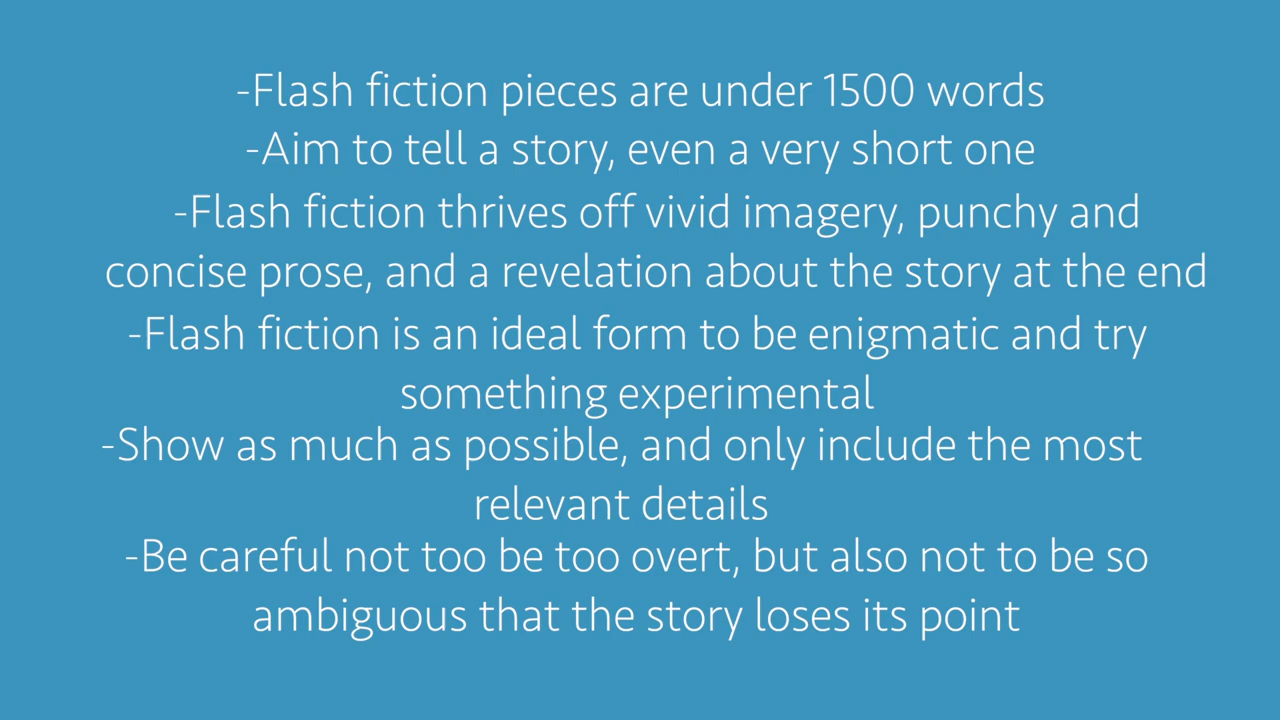 -Flash fiction pieces are under 1500 words
-Aim to tell a story, even a very short one
-Flash fiction thrives off vivid imagery, punchy and
concise prose, and a revelation about the story at the end
-Flash fiction is an ideal form to be enigmatic and try
something experimental
-Show as much as possible, and only include the most
relevant details
-Be careful not too be too overt, but also not to be so
ambiguous that the story loses its point